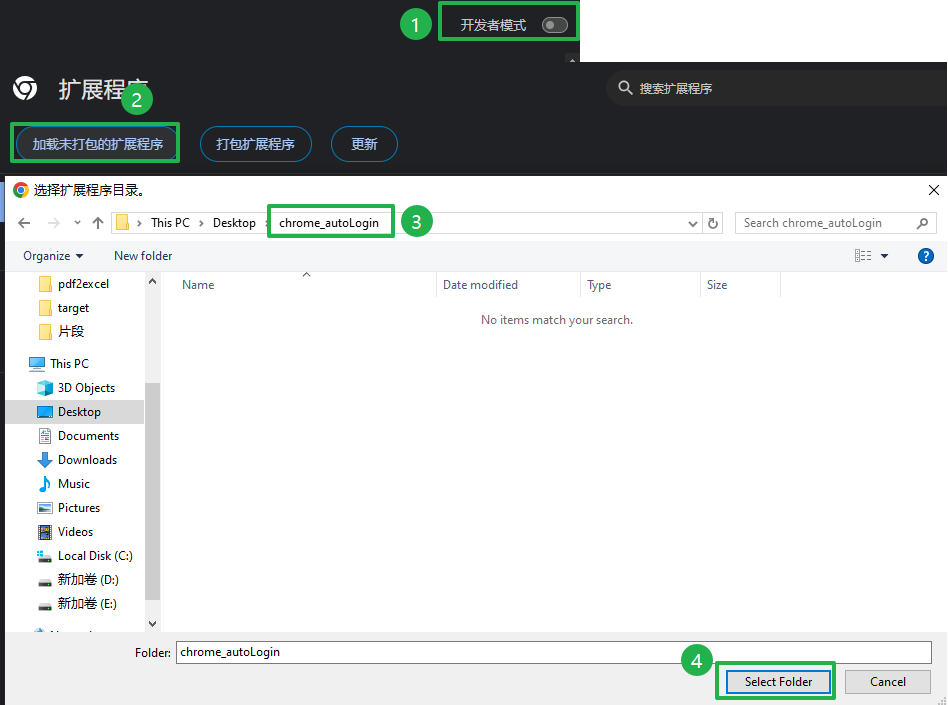 1
开发者模式
扩展程序
2
搜索扩展程序
加载未打包的扩展程序
打包扩展程序
更新
选择扩展程序目录。
This PC
Desktop
chrome_autoLogin
3
Search chrome_autoLogin
Organize
New folder
pdf2excel
target
片段
This PC
3D Objects
Desktop
Documents
Downloads
Music
Pictures
Videos
Local Disk (C:)
新加卷 (D:)
新加卷 (E:)
Name
Date modified
Type
Size
No items match your search.
Folder:
chrome_autoLogin
4
Select Folder
Cancel